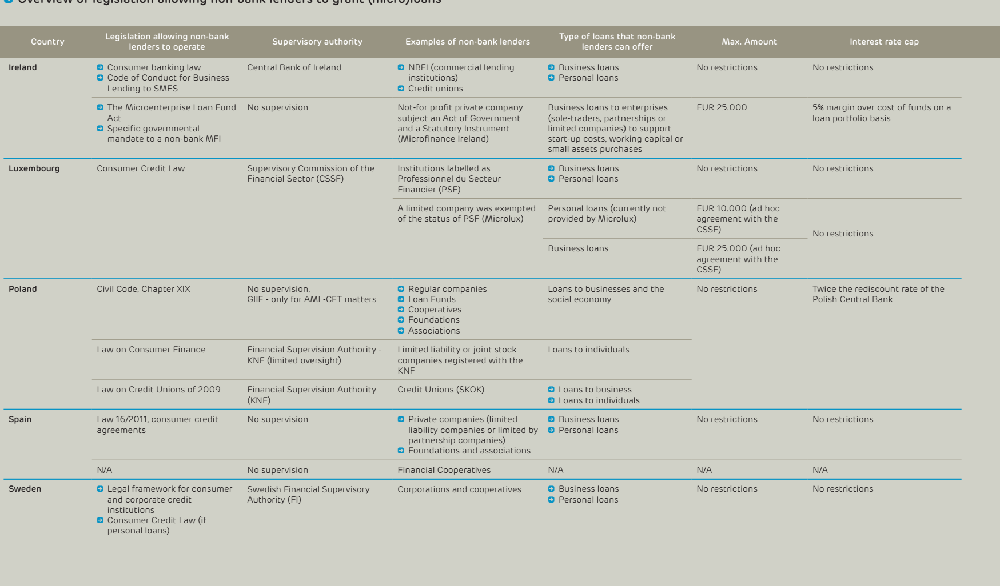 Overview of legislation allowing non-bank lenders to grant (micro)loans
Country
Legislation allowing non-bank
lenders to operate
Supervisory authority
Examples of non-bank lenders
Type of loans that non-bank
lenders can offer
Max. Amount
Interest rate cap
Ireland
Consumer banking law
Code of Conduct for Business
Lending to SMES
Central Bank of Ireland
NBFI (commercial lending
institutions)
Credit unions
Business loans
Personal loans
No restrictions
No restrictions
The Microenterprise Loan Fund
Act
Specific governmental
mandate to a non-bank MFI
No supervision
Not-for profit private company
subject an Act of Government
and a Statutory Instrument
(Microfinance Ireland)
Business loans to enterprises
(sole-traders, partnerships or
limited companies) to support
start-up costs, working capital or
small assets purchases
EUR 25.000
5% margin over cost of funds on a
loan portfolio basis
Luxembourg
Consumer Credit Law
Supervisory Commission of the
Financial Sector (CSSF)
Institutions labelled as
Professionnel du Secteur
Financier (PSF)
Business loans
Personal loans
No restrictions
No restrictions
A limited company was exempted
of the status of PSF (Microlux)
Personal loans (currently not
provided by Microlux)
EUR 10.000 (ad hoc
agreement with the
CSSF)
No restrictions
Business loans
EUR 25.000 (ad hoc
agreement with the
CSSF)
Poland
Civil Code, Chapter XIX
No supervision,
GIIF - only for AML-CFT matters
Regular companies
Loan Funds
Cooperatives
Foundations
Associations
Loans to businesses and the
social economy
No restrictions
Twice the rediscount rate of the
Polish Central Bank
Law on Consumer Finance
Financial Supervision Authority -
KNF (limited oversight)
Limited liability or joint stock
companies registered with the
KNF
Loans to individuals
Law on Credit Unions of 2009
Financial Supervision Authority
(KNF)
Credit Unions (SKOK)
Loans to business
Loans to individuals
Spain
Law 16/2011, consumer credit
agreements
No supervision
Private companies (limited
liability companies or limited by
partnership companies)
Foundations and associations
Business loans
Personal loans
No restrictions
No restrictions
N/A
No supervision
Financial Cooperatives
N/A
N/A
N/A
Sweden
Legal framework for consumer
and corporate credit
institutions
Consumer Credit Law (if
personal loans)
Swedish Financial Supervisory
Authority (FI)
Corporations and cooperatives
Business loans
Personal loans
No restrictions
No restrictions